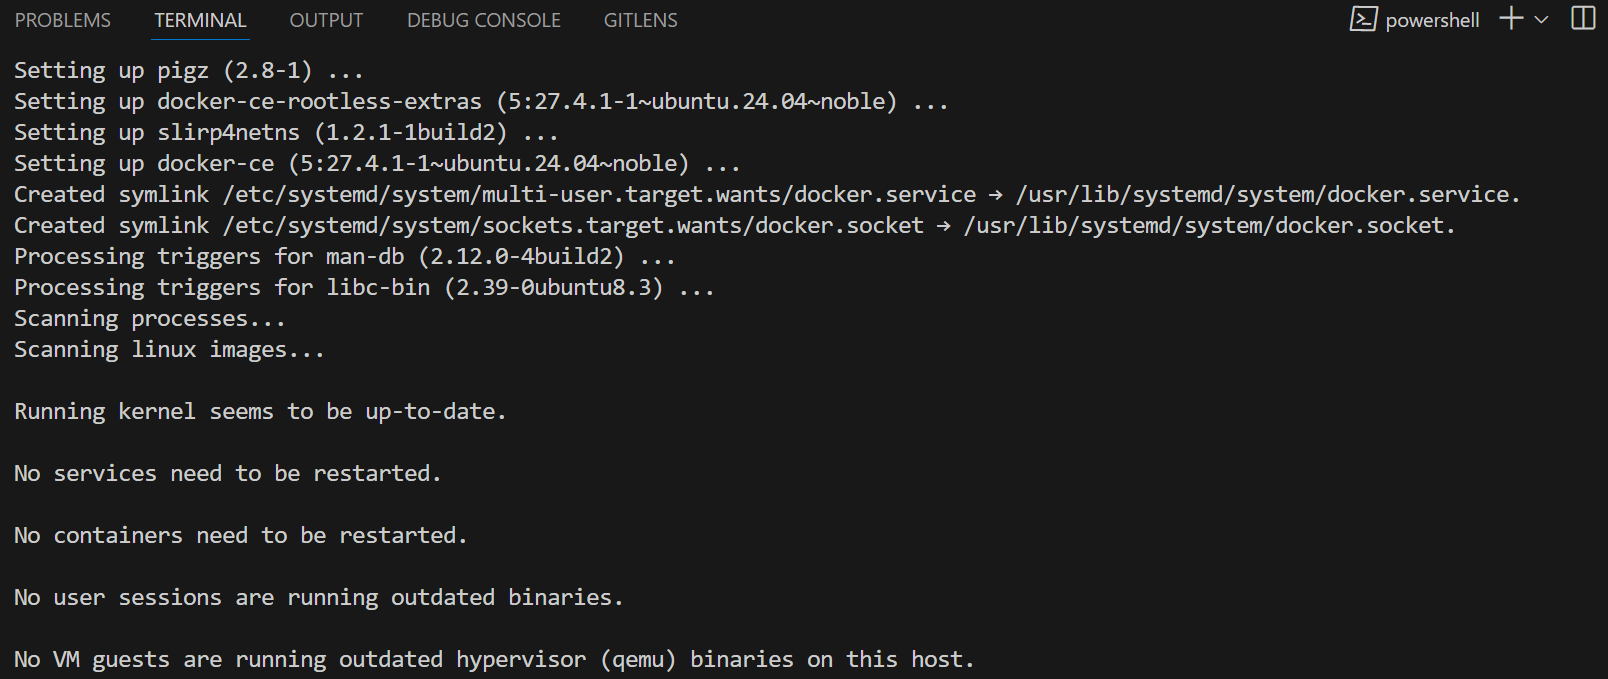 PROBLEMS TERMINAL OUTPUT DEBUG CONSOLE GITLENS powershell
Setting up pigz (2.8-1) ...
Setting up docker-ce-rootless-extras (5:27.4.1-1~ubuntu.24.04~noble) ...
Setting up slirp4netns (1.2.1-1build2) ...
Setting up docker-ce (5:27.4.1-1~ubuntu.24.04~noble) ...
Created symlink /etc/systemd/system/multi-user.target.wants/docker.service → /usr/lib/systemd/system/docker.service.
Created symlink /etc/systemd/system/sockets.target.wants/docker.socket → /usr/lib/systemd/system/docker.socket.
Processing triggers for man-db (2.12.0-4build2) ...
Processing triggers for libc-bin (2.39-0ubuntu8.3) ...
Scanning processes...
Scanning linux images...
Running kernel seems to be up-to-date.
No services need to be restarted.
No containers need to be restarted.
No user sessions are running outdated binaries.
No VM guests are running outdated hypervisor (qemu) binaries on this host.